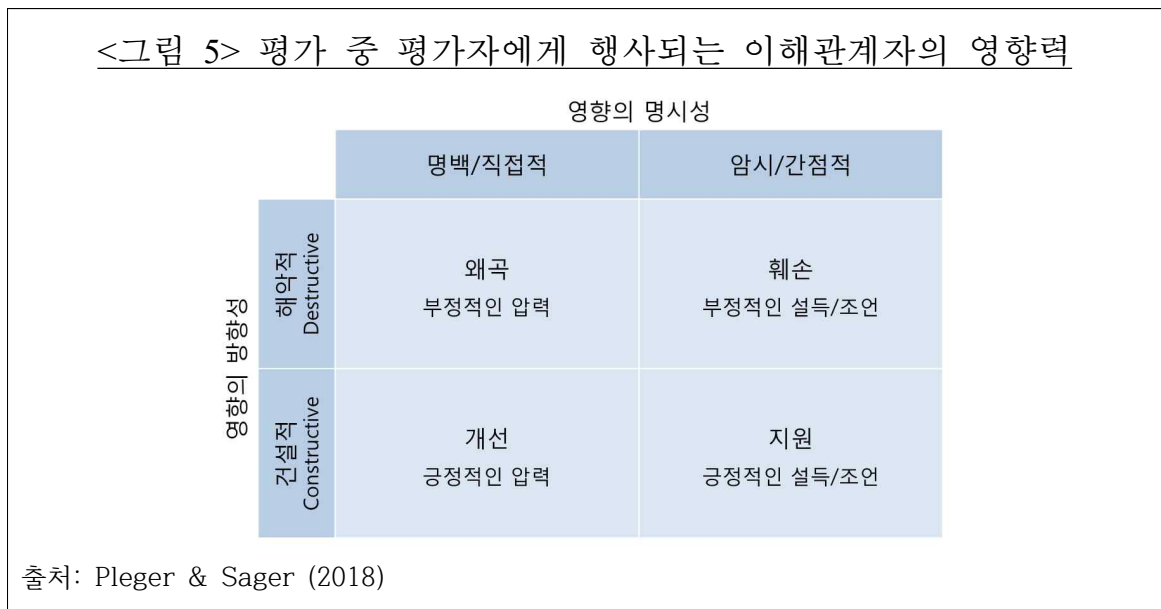 <그림 5> 평가 중 평가자에게 행사되는 이해관계자의 영향력
영향의 명시성
명백/직접적
암시/간점적
영향의 방향성
해악적
Destructive
왜곡
부정적인 압력
훼손
부정적인 설득/조언
건설적
Constructive
개선
긍정적인 압력
지원
긍정적인 설득/조언
출처: Pleger & Sager (2018)